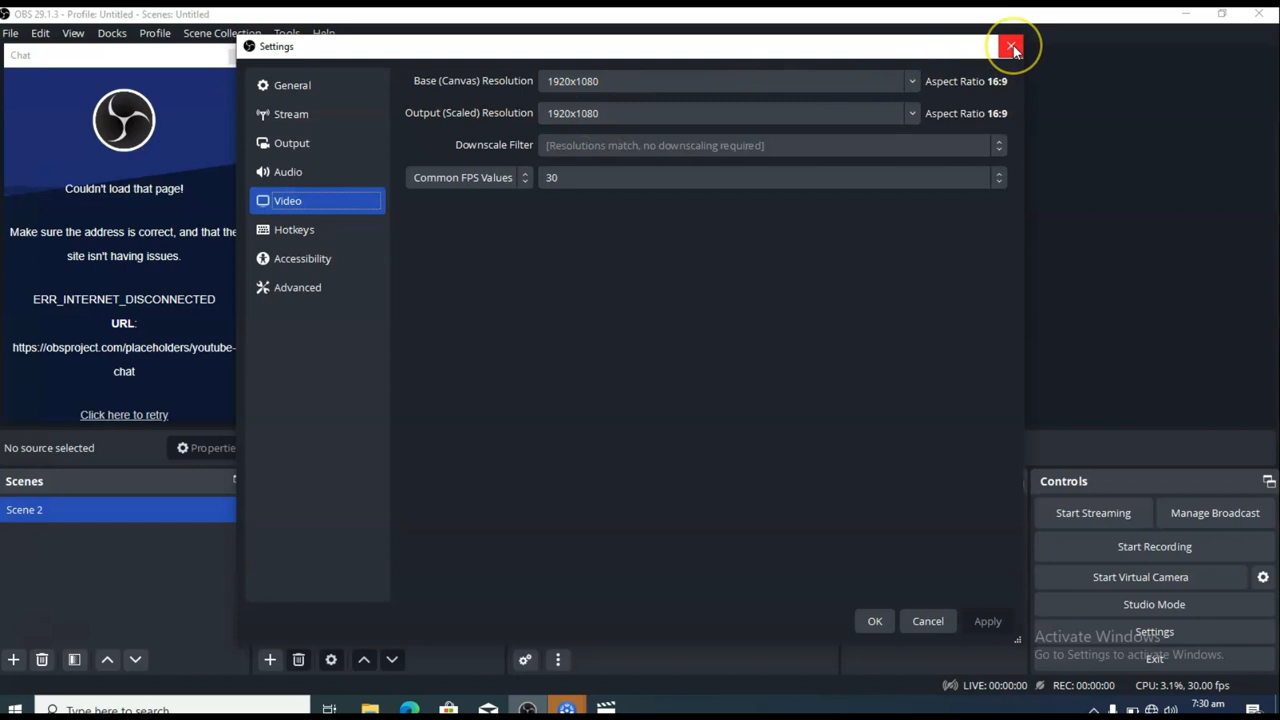 OBS 29.1.3 - Profile: Untitled - Scenes: Untitled
File Edit View Docks Profile Scene Collection Tools Help
Chat
Settings
Couldn't load that page!
Make sure the address is correct, and that the
site isn't having issues.
ERR_INTERNET_DISCONNECTED
URL:
https://obsproject.com/placeholders/youtube-
chat
Click here to retry
General
Stream
Output
Audio
Video
Hotkeys
Accessibility
Advanced
Base (Canvas) Resolution 1920x1080 Aspect Ratio 16:9
Output (Scaled) Resolution 1920x1080 Aspect Ratio 16:9
Downscale Filter [Resolutions match, no downscaling required]
Common FPS Values 30
OK Cancel Apply
No source selected
Scenes
Scene 2
Controls
Start Streaming Manage Broadcast
Start Recording
Start Virtual Camera
Studio Mode
Settings
Exit
Activate Windows
Go to Settings to activate Windows.
LIVE: 00:00:00 REC: 00:00:00 CPU: 3.1%, 30.00 fps
Type here to search
7:30 am